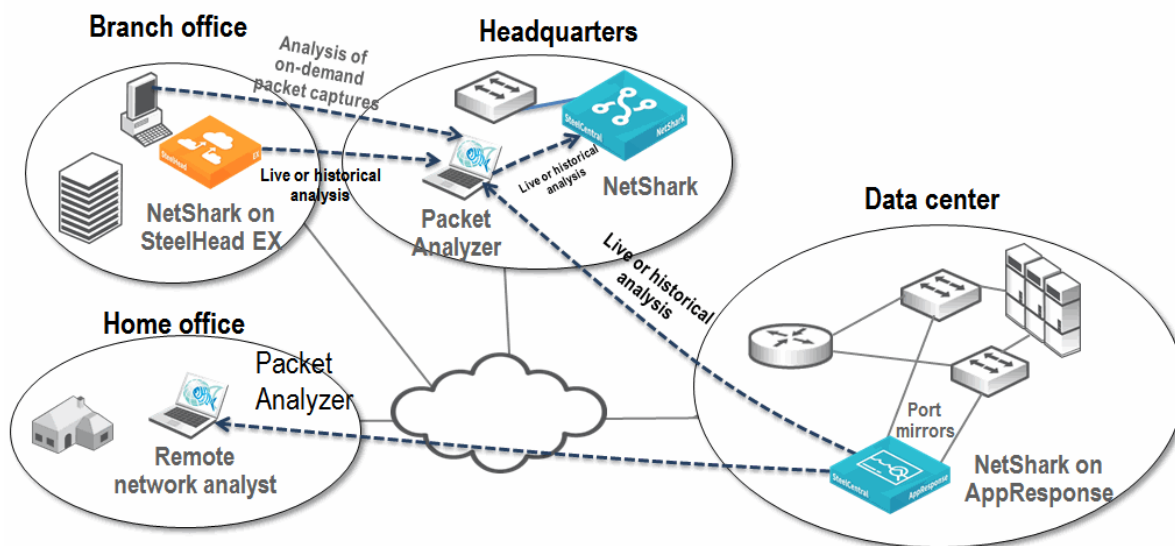 Branch office
Analysis of
on-demand
packet captures
SteelHead
EX
Live or historical
analysis
NetShark on
SteelHead EX
Headquarters
SteelCentral
NetShark
Live or historical
analysis
NetShark
Packet
Analyzer
Live or historical
analysis
Data center
Port
mirrors
SteelCentral
AppResponse
NetShark on
AppResponse
Home office
Packet
Analyzer
Remote
network analyst